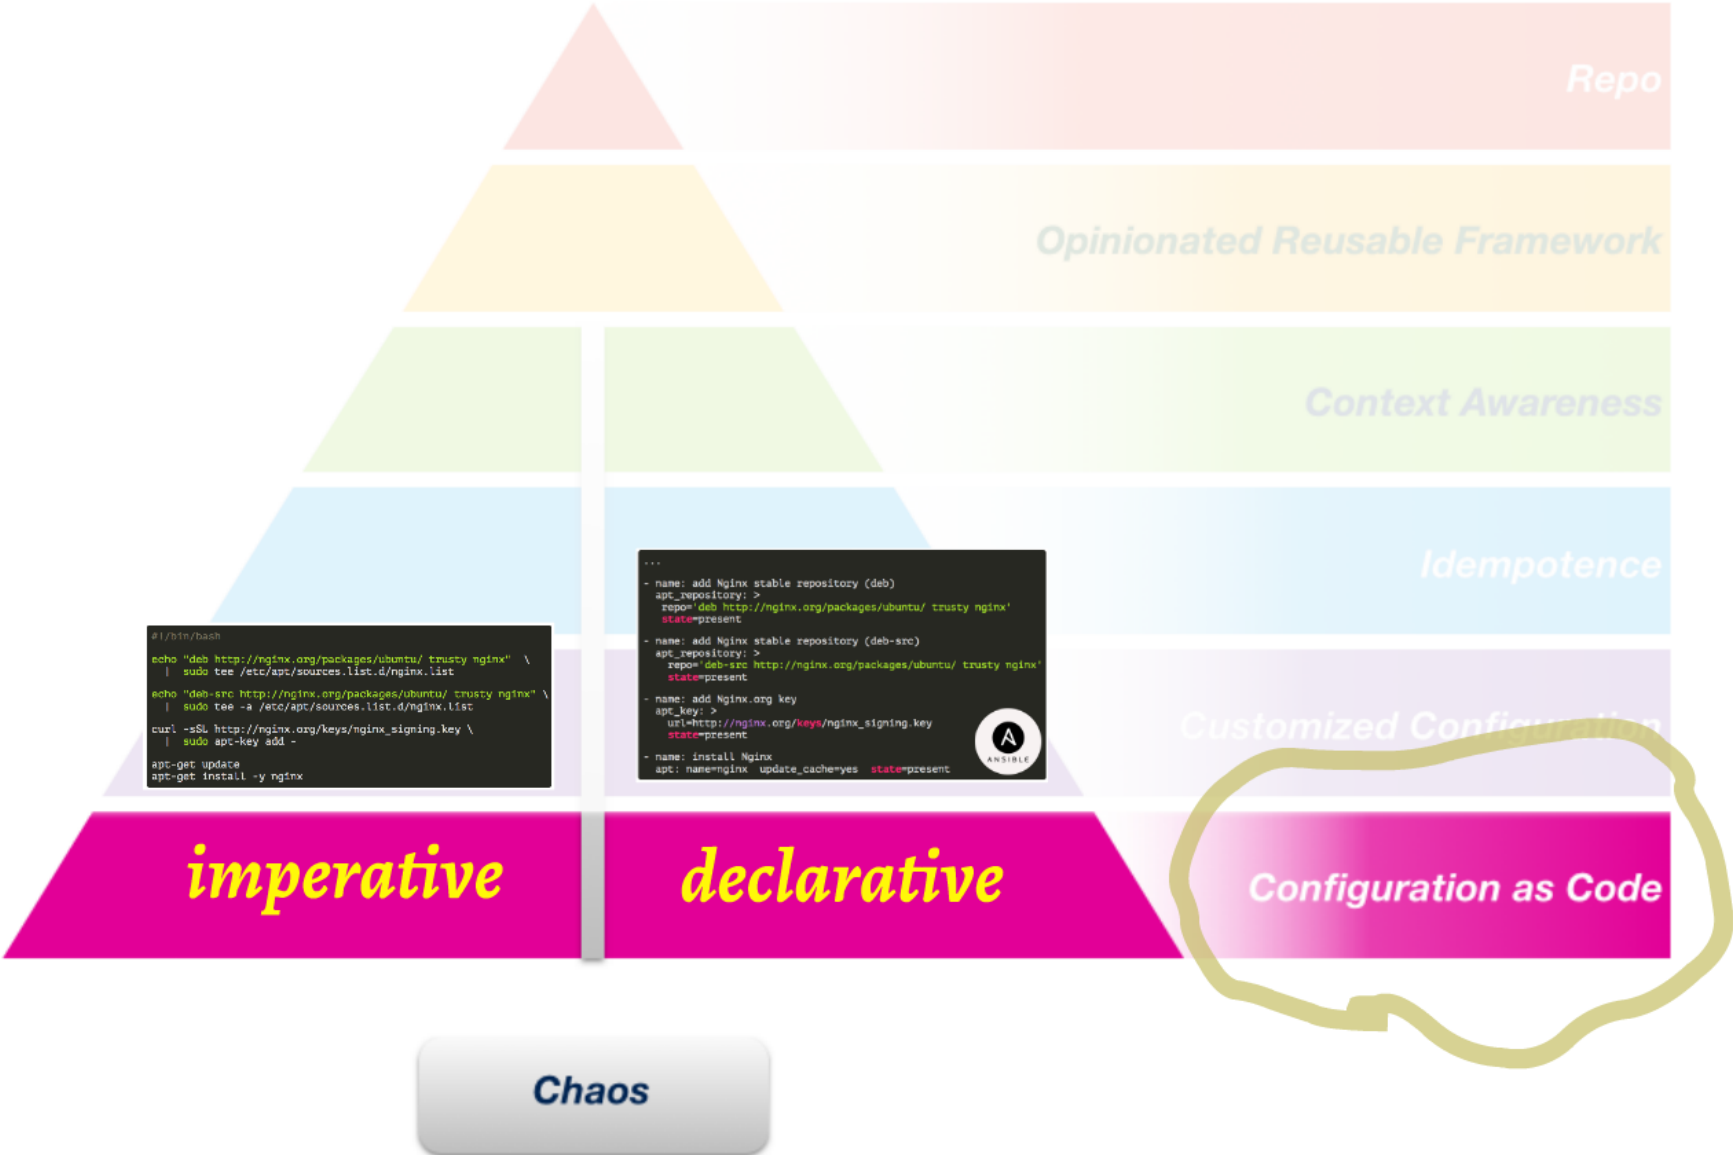 Repo
Opinionated Reusable Framework
Context Awareness
Idempotence
Customized Configuration
#!/bin/bash
echo "deb http://nginx.org/packages/ubuntu/ trusty nginx" \
| sudo tee /etc/apt/sources.list.d/nginx.list
echo "deb-src http://nginx.org/packages/ubuntu/ trusty nginx" \
| sudo tee -a /etc/apt/sources.list.d/nginx.list
curl -sSL http://nginx.org/keys/nginx_signing.key \
| sudo apt-key add -
apt-get update
apt-get install -y nginx
...
- name: add Nginx stable repository (deb)
apt_repository: >
repo='deb http://nginx.org/packages/ubuntu/ trusty nginx'
state=present
- name: add Nginx stable repository (deb-src)
apt_repository: >
repo='deb-src http://nginx.org/packages/ubuntu/ trusty nginx'
state=present
- name: add Nginx.org key
apt_key: >
url=http://nginx.org/keys/nginx_signing.key
state=present
- name: install Nginx
apt: name=nginx update_cache=yes state=present
ANSIBLE
imperative
declarative
Configuration as Code
Chaos